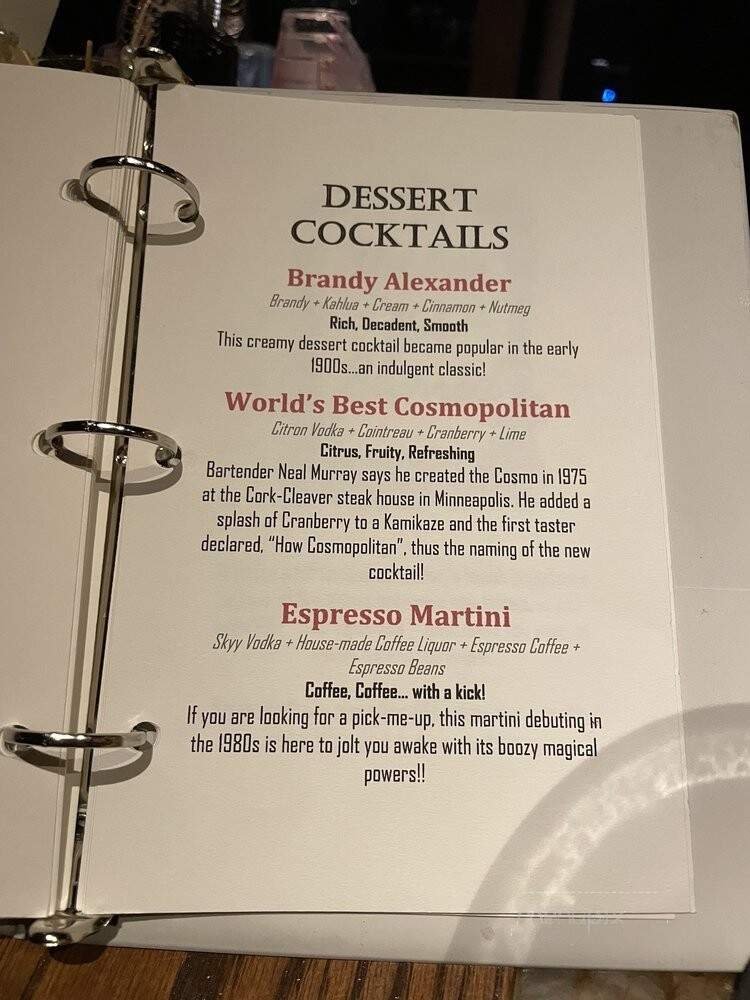 DESSERT
COCKTAILS
Brandy Alexander
Brandy + Kahlua + Cream + Cinnamon + Nutmeg
Rich, Decadent, Smooth
This creamy dessert cocktail became popular in the early
1900s...an indulgent classic!
World's Best Cosmopolitan
Citron Vodka + Cointreau + Cranberry + Lime
Citrus, Fruity, Refreshing
Bartender Neal Murray says he created the Cosmo in 1975
at the Cork-Cleaver steak house in Minneapolis. He added a
splash of Cranberry to a Kamikaze and the first taster
declared, "How Cosmopolitan", thus the naming of the new
cocktail!
Espresso Martini
Skyy Vodka + House-made Coffee Liquor + Espresso Coffee +
Espresso Beans
Coffee, Coffee... with a kick!
If you are looking for a pick-me-up, this martini debuting in
the 1980s is here to jolt you awake with its boozy magical
powers!!